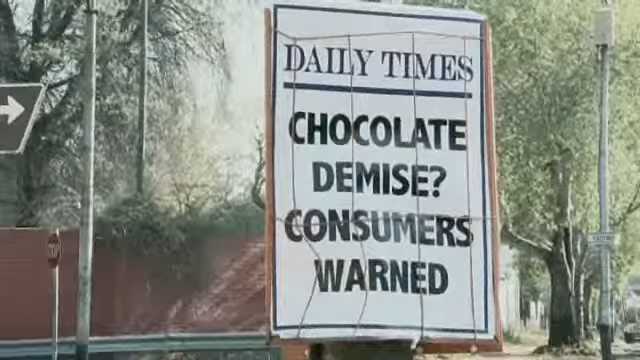 DAILY TIMES
CHOCOLATE
DEMISE?
CONSUMERS
WARNED